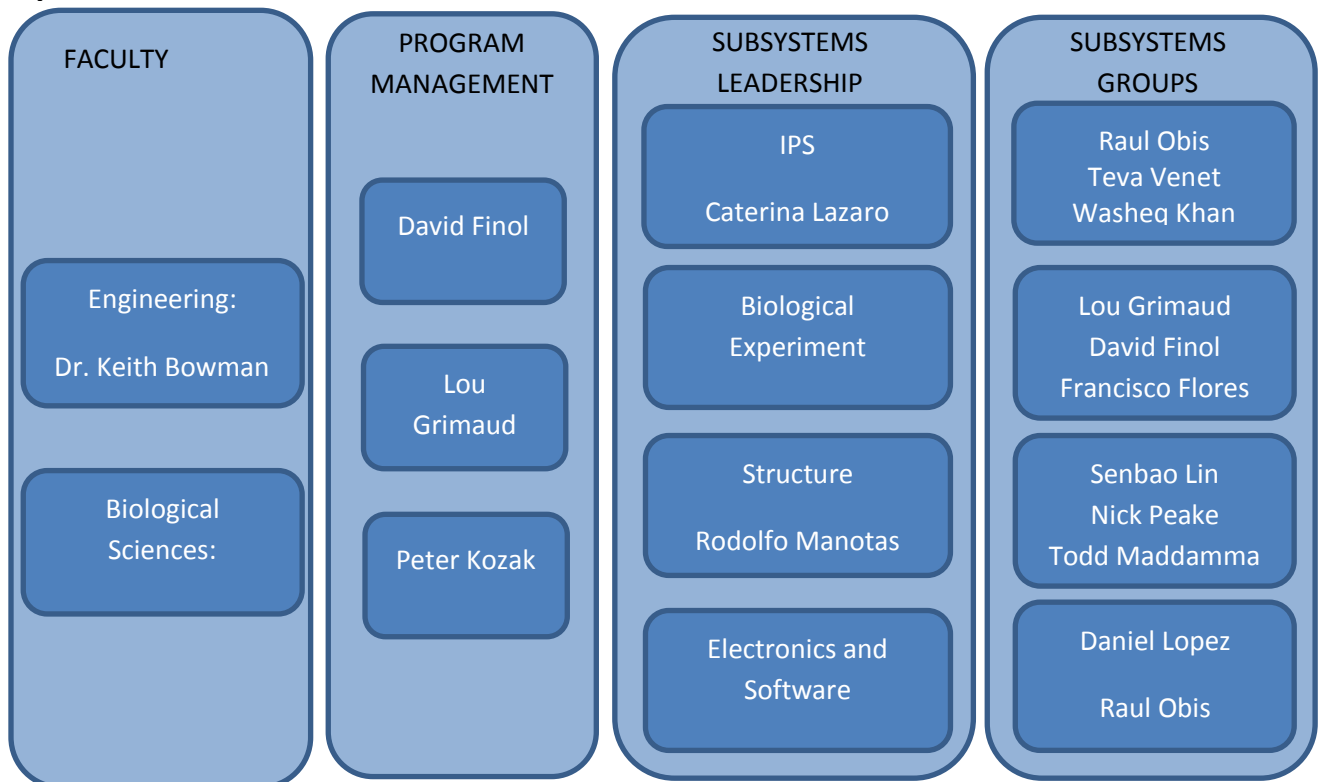 FACULTY
Engineering:
Dr. Keith Bowman
Biological
Sciences:
PROGRAM
MANAGEMENT
David Finol
Lou
Grimaud
Peter Kozak
SUBSYSTEMS
LEADERSHIP
IPS
Caterina Lazaro
Biological
Experiment
Structure
Rodolfo Manotas
Electronics and
Software
SUBSYSTEMS
GROUPS
Raul Obis
Teva Venet
Washeq Khan
Lou Grimaud
David Finol
Francisco Flores
Senbao Lin
Nick Peake
Todd Maddamma
Daniel Lopez
Raul Obis